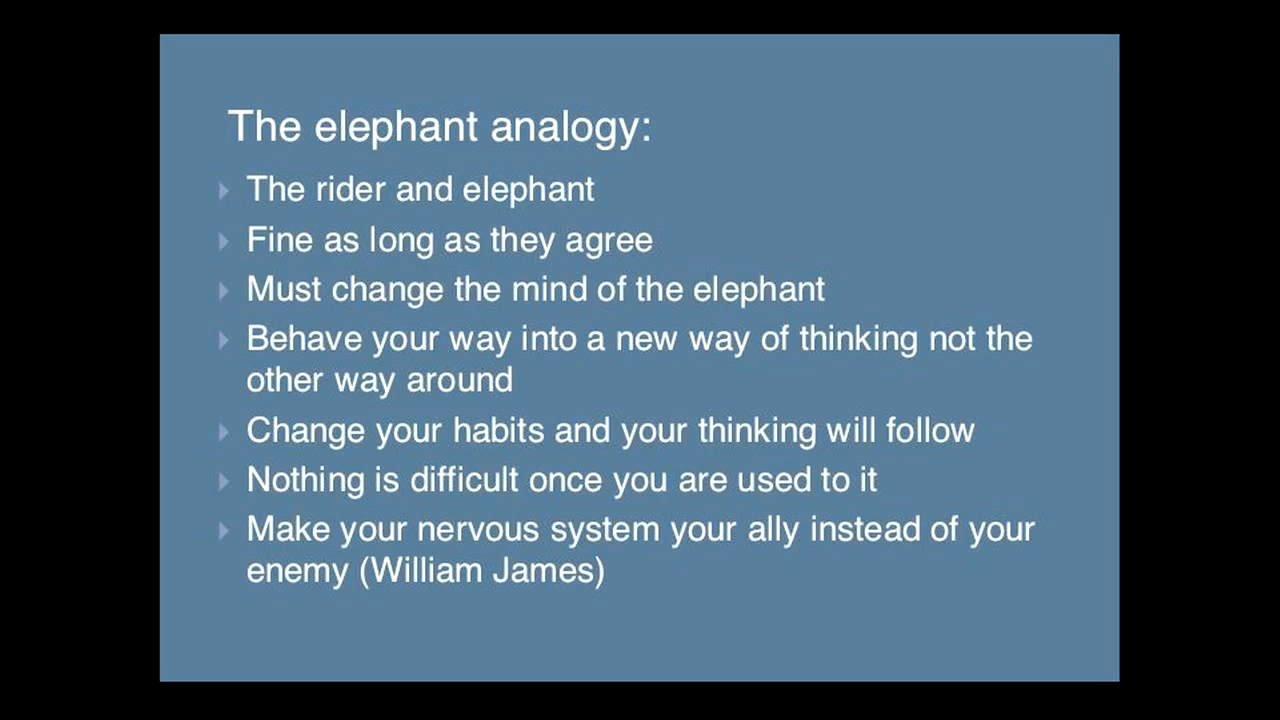 The elephant analogy:
The rider and elephant
Fine as long as they agree
Must change the mind of the elephant
Behave your way into a new way of thinking not the
other way around
Change your habits and your thinking will follow
Nothing is difficult once you are used to it
Make your nervous system your ally instead of your
enemy (William James)